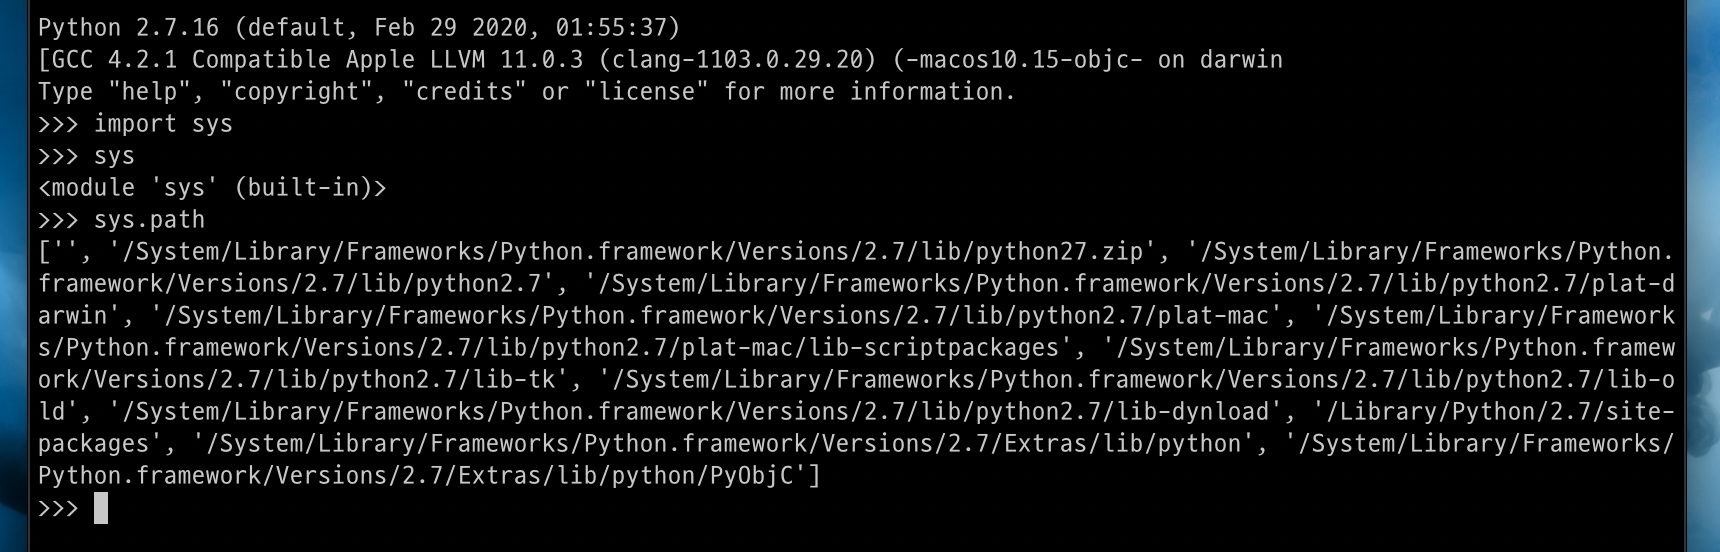 Python 2.7.16 (default, Feb 29 2020, 01:55:37)
[GCC 4.2.1 Compatible Apple LLVM 11.0.3 (clang-1103.0.29.20) (-macos10.15-objc- on darwin
Type "help", "copyright", "credits" or "license" for more information.
>>> import sys
>>> sys
<module 'sys' (built-in)>
>>> sys.path
['', '/System/Library/Frameworks/Python.framework/Versions/2.7/lib/python27.zip', '/System/Library/Frameworks/Python.
framework/Versions/2.7/lib/python2.7', '/System/Library/Frameworks/Python.framework/Versions/2.7/lib/python2.7/plat-d
arwin', '/System/Library/Frameworks/Python.framework/Versions/2.7/lib/python2.7/plat-mac', '/System/Library/Framework
s/Python.framework/Versions/2.7/lib/python2.7/plat-mac/lib-scriptpackages', '/System/Library/Frameworks/Python.framew
ork/Versions/2.7/lib/python2.7/lib-tk', '/System/Library/Frameworks/Python.framework/Versions/2.7/lib/python2.7/lib-o
ld', '/System/Library/Frameworks/Python.framework/Versions/2.7/lib/python2.7/lib-dynload', '/Library/Python/2.7/site-
packages', '/System/Library/Frameworks/Python.framework/Versions/2.7/Extras/lib/python', '/System/Library/Frameworks/
Python.framework/Versions/2.7/Extras/lib/python/PyObjC']
>>>